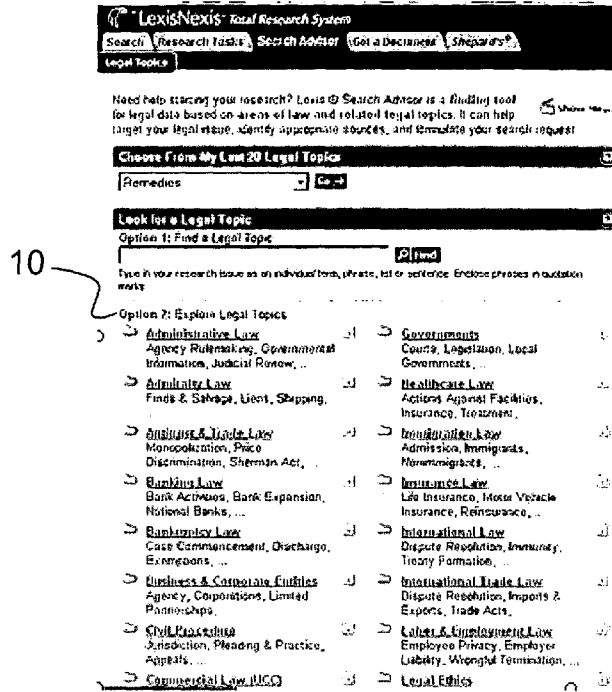 LexisNexis™ Total Research System
Search Research Tasks Search Advisor Get a Document Shepard's®
Legal Topics
Need help starting your research? Lexis® Search Advisor is a finding tool
for legal data based on areas of law and related legal topics. It can help
target your legal issue, identify appropriate sources, and formulate your search request
Choose From My Last 20 Legal Topics
Remedies Go
Look for a Legal Topic
Option 1: Find a Legal Topic
Find
Type in your research issue as an individual term, phrase, list or sentence. Enclose phrases in quotation
marks
10
Option 2: Explore Legal Topics
Administrative Law
Agency Rulemaking, Governmental
Information, Judicial Review, ...
Admiralty Law
Finds & Salvage, Liens, Shipping,
...
Antitrust & Trade Law
Monopolization, Price
Discrimination, Sherman Act, ...
Banking Law
Bank Activities, Bank Expansion,
National Banks, ...
Bankruptcy Law
Case Commencement, Discharge,
Exemptions, ...
Business & Corporate Entities
Agency, Corporations, Limited
Partnerships,
Civil Procedure
Jurisdiction, Pleading & Practice,
Appeals, ...
Commercial Law (UCC)
Governments
Courts, Legislation, Local
Governments, ...
Healthcare Law
Actions Against Facilities,
Insurance, Treatment,
Immigration Law
Admission, Immigrants,
Nonimmigrants, ...
Insurance Law
Life Insurance, Motor Vehicle
Insurance, Reinsurance, ...
International Law
Dispute Resolution, Immunity,
Treaty Formation, ...
International Trade Law
Dispute Resolution, Imports &
Exports, Trade Acts,
Labor & Employment Law
Employee Privacy, Employer
Liability, Wrongful Termination, ...
Legal Ethics